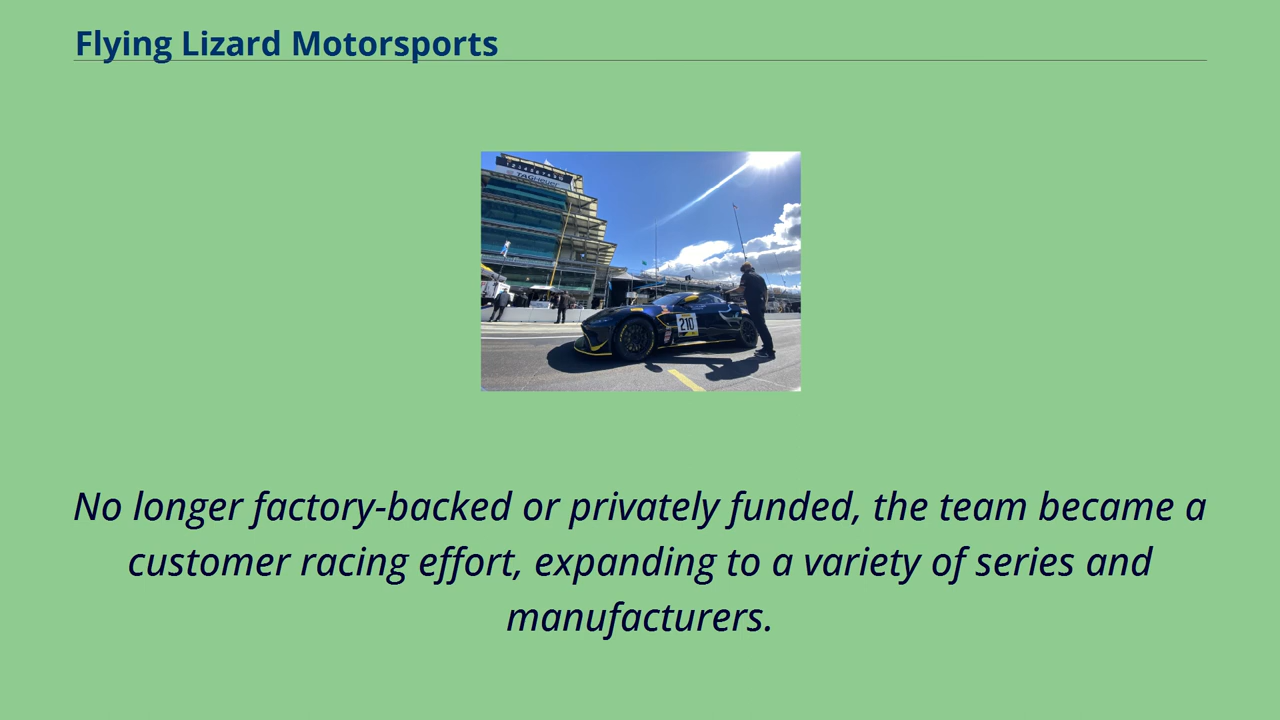 Flying Lizard Motorsports
TAGHeuer
210
No longer factory-backed or privately funded, the team became a
customer racing effort, expanding to a variety of series and
manufacturers.